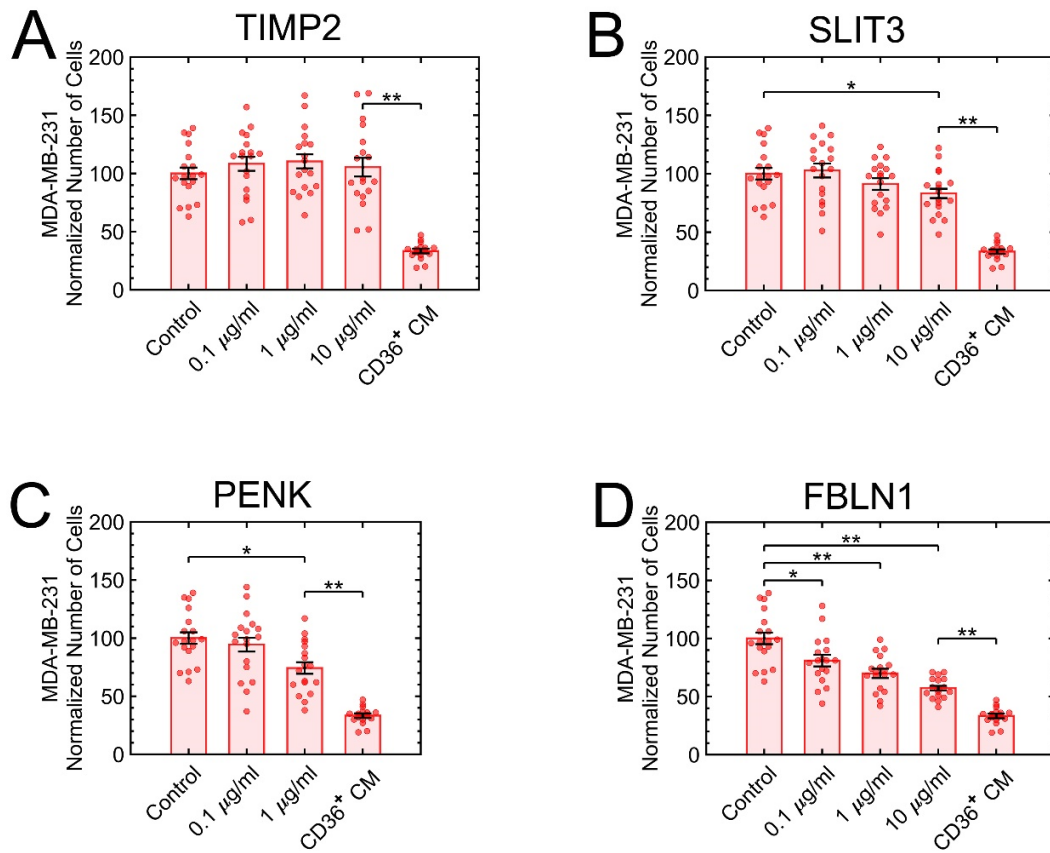 A
TIMP2
MDA-MB-231
Normalized Number of Cells
200
150
100
50
0
**
Control
0.1 µg/ml
1 µg/ml
10 µg/ml
CD36⁺ CM
B
SLIT3
MDA-MB-231
Normalized Number of Cells
200
150
100
50
0
*
**
Control
0.1 µg/ml
1 µg/ml
10 µg/ml
CD36⁺ CM
C
PENK
MDA-MB-231
Normalized Number of Cells
200
150
100
50
0
*
**
Control
0.1 µg/ml
1 µg/ml
CD36⁺ CM
D
FBLN1
MDA-MB-231
Normalized Number of Cells
200
150
100
50
0
**
**
*
**
Control
0.1 µg/ml
1 µg/ml
10 µg/ml
CD36⁺ CM